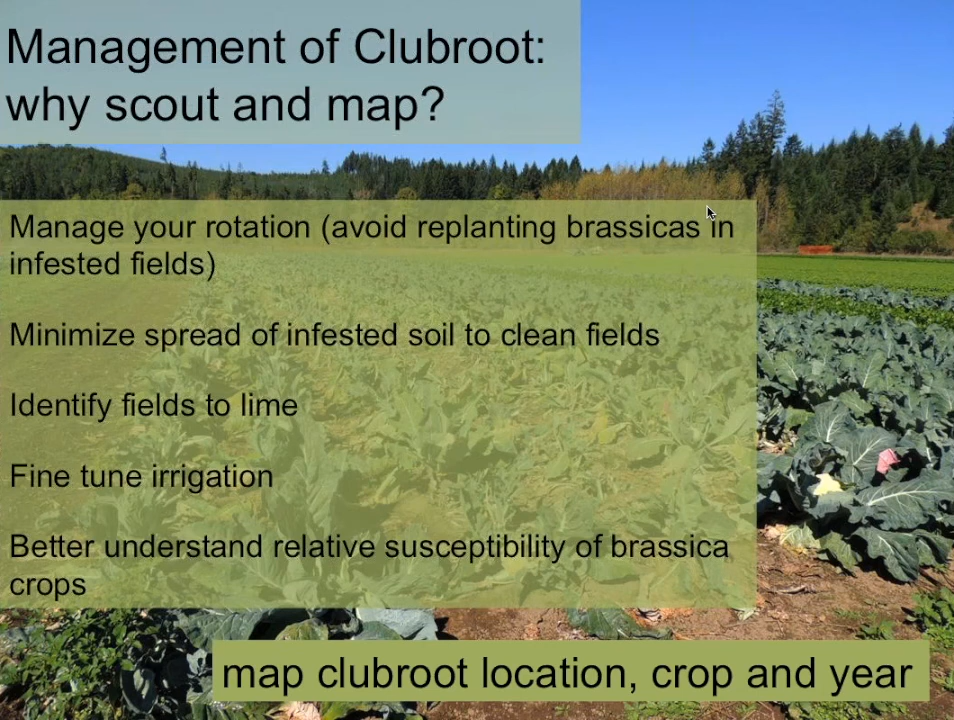 Management of Clubroot:
why scout and map?
Manage your rotation (avoid replanting brassicas in
infested fields)
Minimize spread of infested soil to clean fields
Identify fields to lime
Fine tune irrigation
Better understand relative susceptibility of brassica
crops
map clubroot location, crop and year